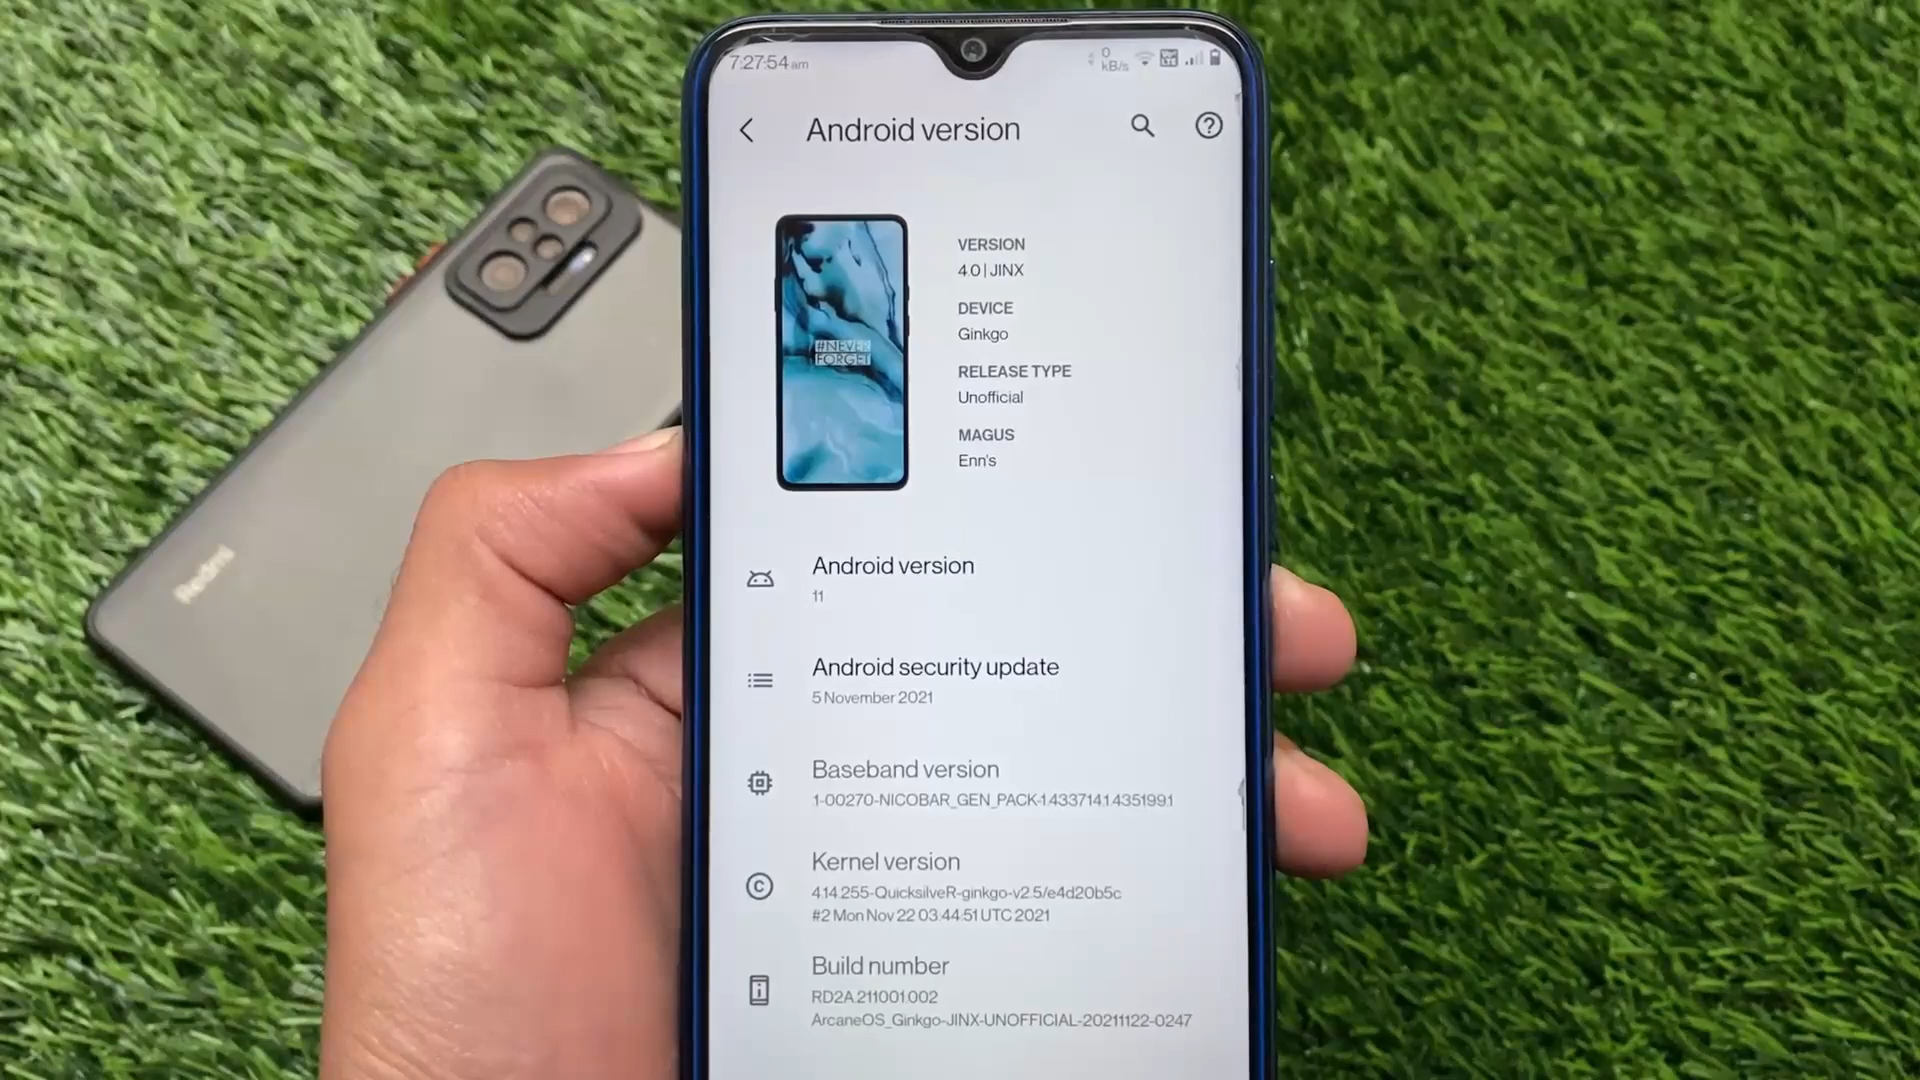 7:27:54 am
0
kB/s
Vo
LTE
Android version
#NEVER
FORGET
VERSION
4.0 | JINX
DEVICE
Ginkgo
RELEASE TYPE
Unofficial
MAGUS
Enn's
Android version
11
Android security update
5 November 2021
Baseband version
1-00270-NICOBAR_GEN_PACK-1.433714.1.435199.1
Kernel version
4.14.255-QuicksilveR-ginkgo-v2.5/e4d20b5c
#2 Mon Nov 22 03:44:51 UTC 2021
Build number
RD2A.211001.002
ArcaneOS_Ginkgo-JINX-UNOFFICIAL-20211122-0247
Redmi